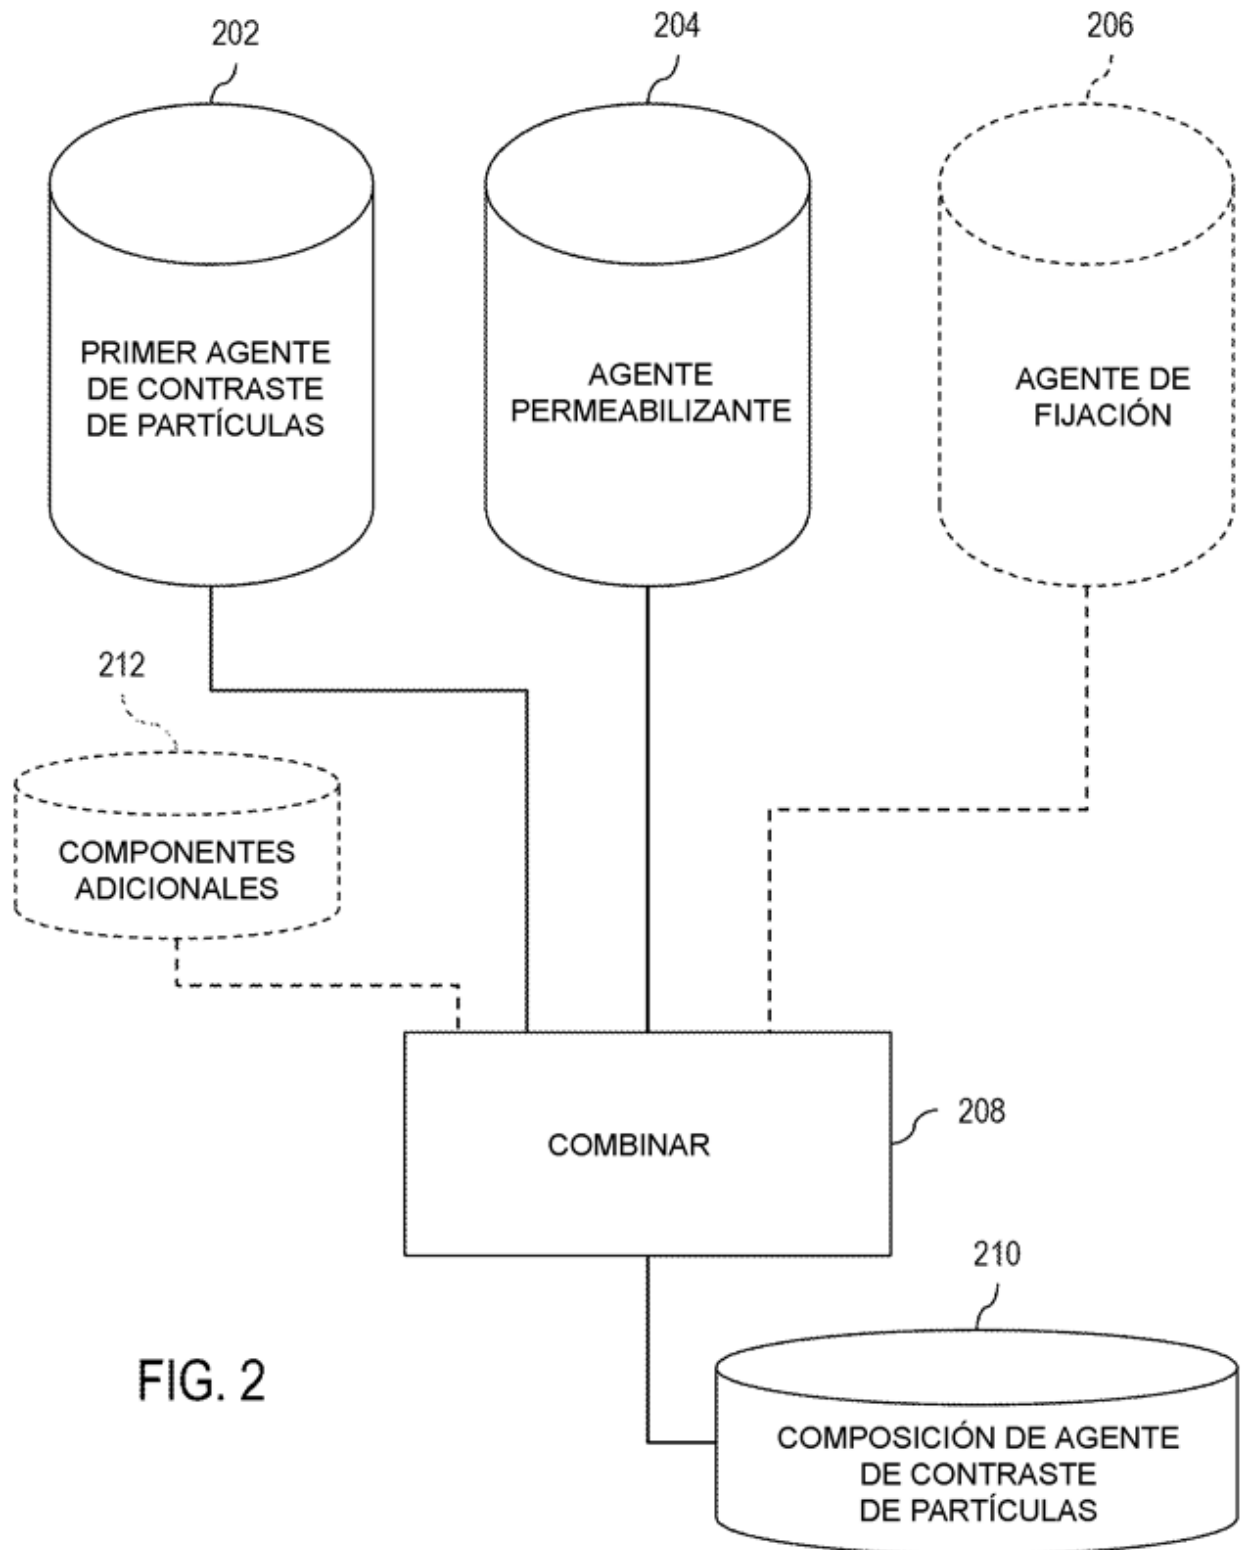 202
204
206
PRIMER AGENTE
DE CONTRASTE
DE PARTÍCULAS
AGENTE
PERMEABILIZANTE
AGENTE DE
FIJACIÓN
212
COMPONENTES
ADICIONALES
COMBINAR
208
210
FIG. 2
COMPOSICIÓN DE AGENTE
DE CONTRASTE
DE PARTÍCULAS